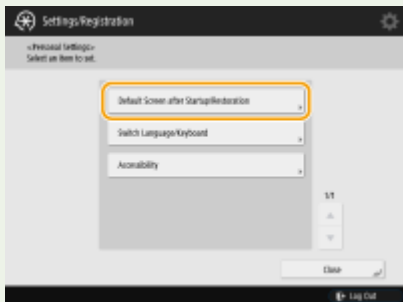 Settings/Registration
<Personal Settings>
Select an item to set.
Default Screen after Startup/Restoration
Switch Language/Keyboard
Accessibility
1/1
Close
Log Out